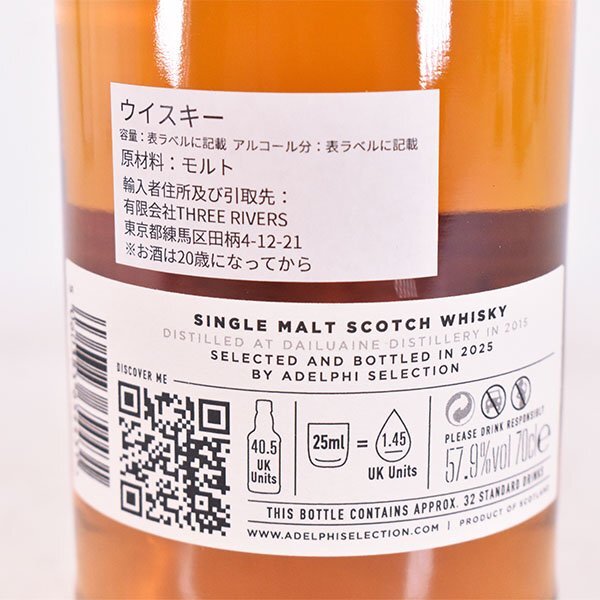 ウイスキー
容量：表ラベルに記載 アルコール分：表ラベルに記載
原材料：モルト
輸入者住所及び引取先：
有限会社THREE RIVERS
東京都練馬区田柄4-12-21
※お酒は20歳になってから
SINGLE MALT SCOTCH WHISKY
DISTILLED AT DAILUAINE DISTILLERY IN 2015
SELECTED AND BOTTLED IN 2025
BY ADELPHI SELECTION
DISCOVER ME
40.5
UK
Units
25ml
=
1.45
UK Units
PLEASE DRINK RESPONSIBLY
57.9%vol 70cl℮
THIS BOTTLE CONTAINS APPROX. 32 STANDARD DRINKS
WWW.ADELPHISELECTION.COM | PRODUCT OF SCOTLAND